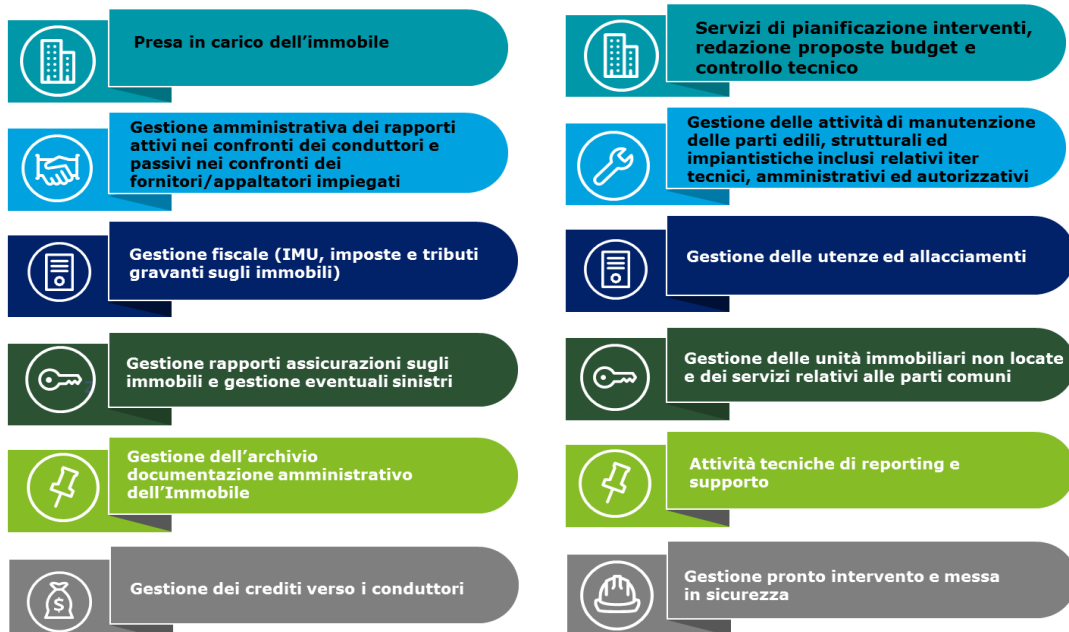 Presa in carico dell'immobile
Gestione amministrativa dei rapporti
attivi nei confronti dei conduttori e
passivi nei confronti dei
fornitori/appaltatori impiegati
Gestione fiscale (IMU, imposte e tributi
gravanti sugli immobili)
Gestione rapporti assicurazioni sugli
immobili e gestione eventuali sinistri
Gestione dell'archivio
documentazione amministrativo
dell'Immobile
$
Gestione dei crediti verso i conduttori
Servizi di pianificazione interventi,
redazione proposte budget e
controllo tecnico
Gestione delle attività di manutenzione
delle parti edili, strutturali ed
impiantistiche inclusi relativi iter
tecnici, amministrativi ed autorizzativi
Gestione delle utenze ed allacciamenti
Gestione delle unità immobiliari non locate
e dei servizi relativi alle parti comuni
Attività tecniche di reporting e
supporto
Gestione pronto intervento e messa
in sicurezza